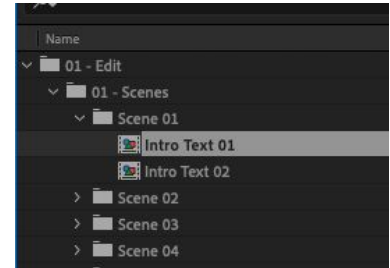 Name
01 - Edit
01 - Scenes
Scene 01
Intro Text 01
Intro Text 02
Scene 02
Scene 03
Scene 04